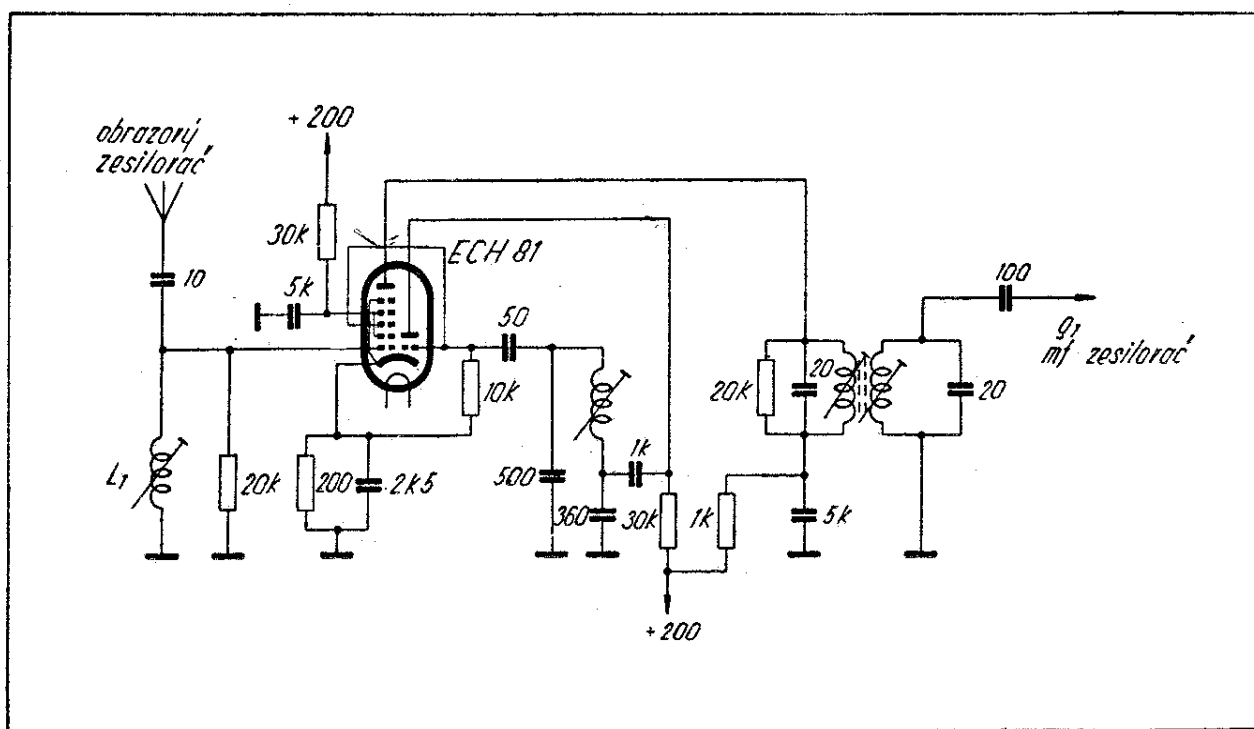 obrazový
zesilovač
+ 200
30k
ECH 81
10
5k
50
100
g1
mf zesilovač
10k
20k
20
20
L1
20k
200
2k5
500
1k
360
30k
1k
5k
+ 200